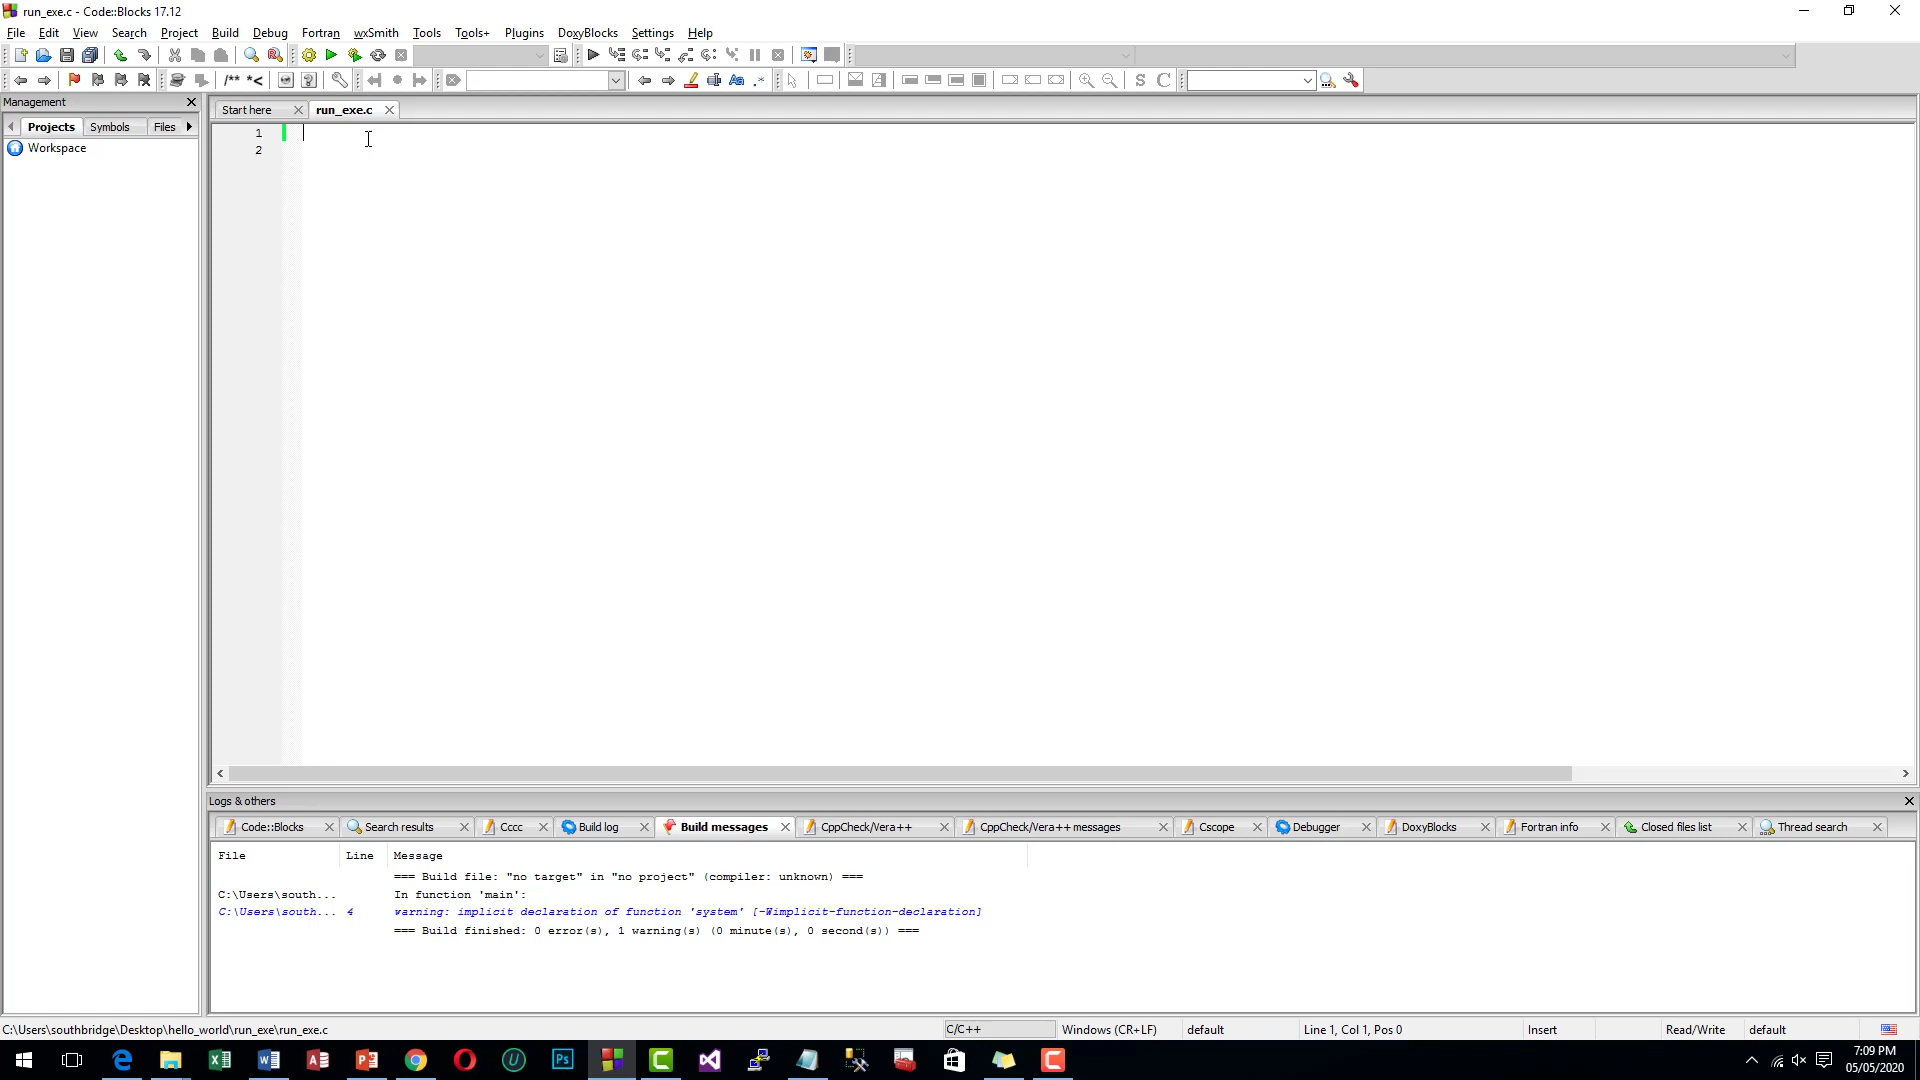 run_exe.c - Code::Blocks 17.12
File Edit View Search Project Build Debug Fortran wxSmith Tools Tools+ Plugins DoxyBlocks Settings Help
/** *<
S C
Management
Start here run_exe.c
Projects Symbols Files
1
Workspace
2
Logs & others
Code::Blocks Search results Cccc Build log Build messages CppCheck/Vera++ CppCheck/Vera++ messages Cscope Debugger DoxyBlocks Fortran info Closed files list Thread search
File Line Message
=== Build file: "no target" in "no project" (compiler: unknown) ===
C:\Users\south... In function 'main':
C:\Users\south... 4 warning: implicit declaration of function 'system' [-Wimplicit-function-declaration]
=== Build finished: 0 error(s), 1 warning(s) (0 minute(s), 0 second(s)) ===
C:\Users\southbridge\Desktop\hello_world\run_exe\run_exe.c C/C++ Windows (CR+LF) default Line 1, Col 1, Pos 0 Insert Read/Write default
7:09 PM
05/05/2020